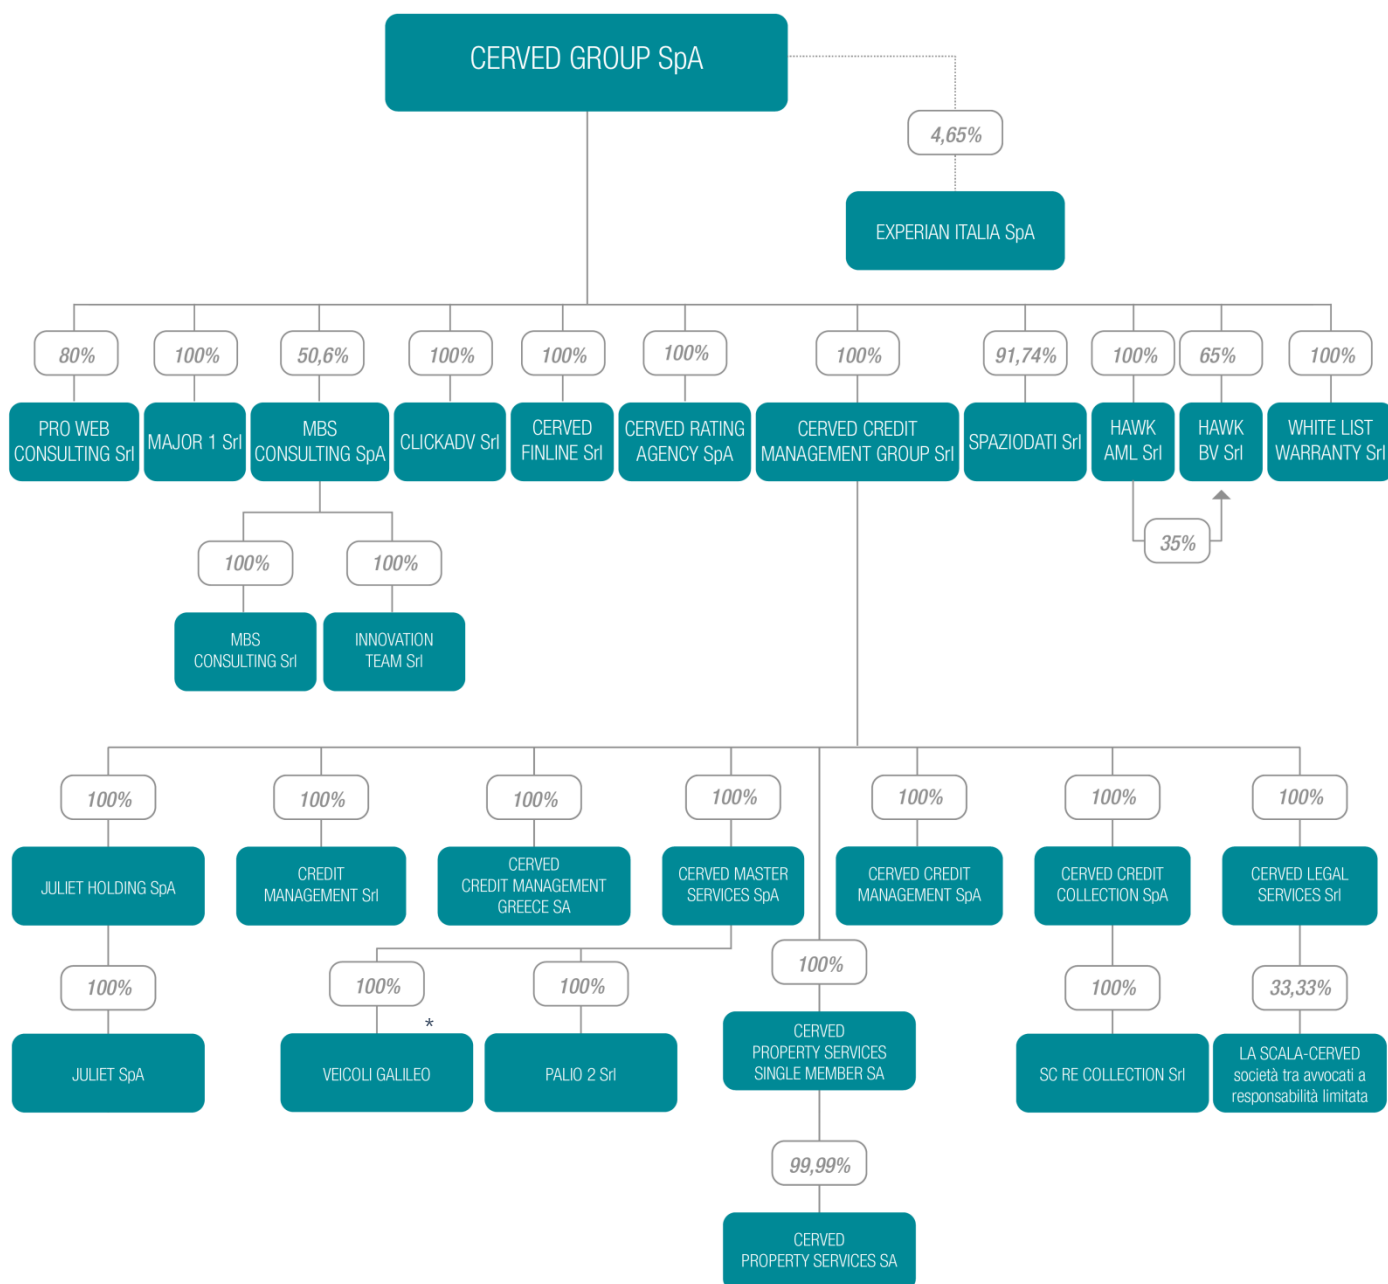 CERVED GROUP SpA
4,65%
EXPERIAN ITALIA SpA
80%
100%
50,6%
100%
100%
100%
100%
91,74%
100%
65%
100%
PRO WEB
CONSULTING Srl
MAJOR 1 Srl
MBS
CONSULTING SpA
CLICKADV Srl
CERVED
FINLINE Srl
CERVED RATING
AGENCY SpA
CERVED CREDIT
MANAGEMENT GROUP Srl
SPAZIODATI Srl
HAWK
AML Srl
HAWK
BV Srl
WHITE LIST
WARRANTY Srl
35%
100%
100%
MBS
CONSULTING Srl
INNOVATION
TEAM Srl
100%
100%
100%
100%
100%
100%
100%
JULIET HOLDING SpA
CREDIT
MANAGEMENT Srl
CERVED
CREDIT MANAGEMENT
GREECE SA
CERVED MASTER
SERVICES SpA
CERVED CREDIT
MANAGEMENT SpA
CERVED CREDIT
COLLECTION SpA
CERVED LEGAL
SERVICES Srl
100%
100%
100%
100%
100%
33,33%
*
JULIET SpA
VEICOLI GALILEO
PALIO 2 Srl
CERVED
PROPERTY SERVICES
SINGLE MEMBER SA
SC RE COLLECTION Srl
LA SCALA-CERVED
società tra avvocati a
responsabilità limitata
99,99%
CERVED
PROPERTY SERVICES SA